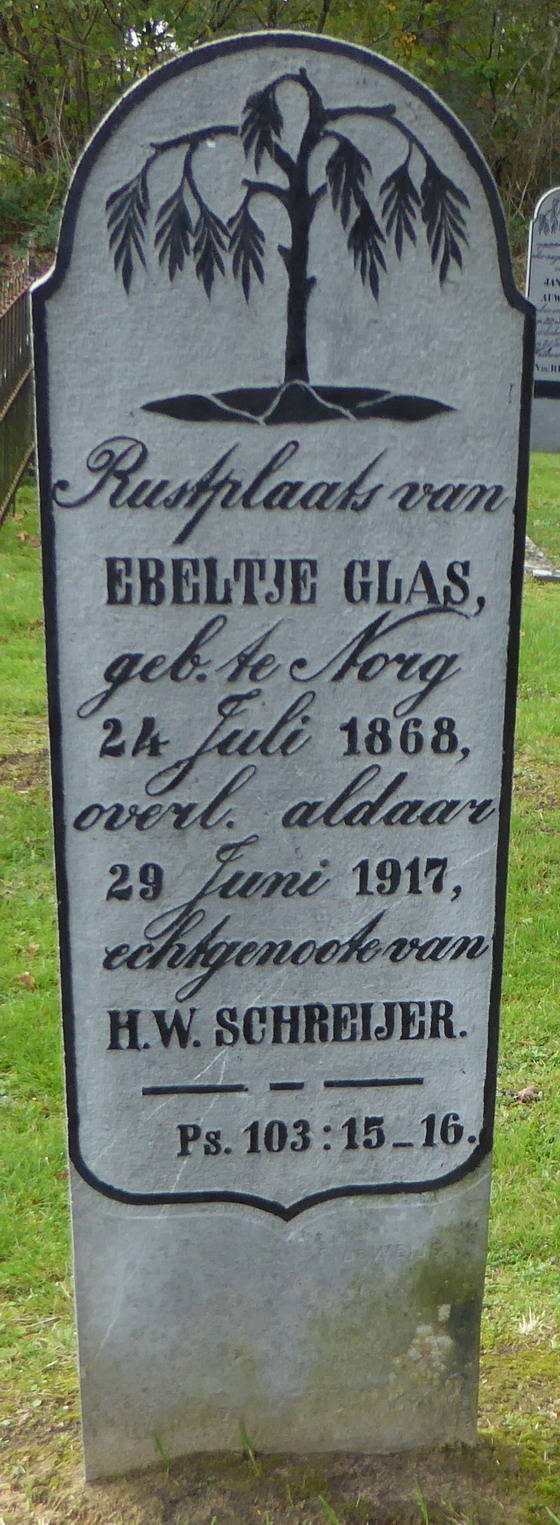 Rustplaats van
EBELTJE GLAS,
geb. te Norg
24 Juli 1868,
overl. aldaar
29 Juni 1917,
echtgenoote van
H.W. SCHREIJER.
Ps. 103:15-16.